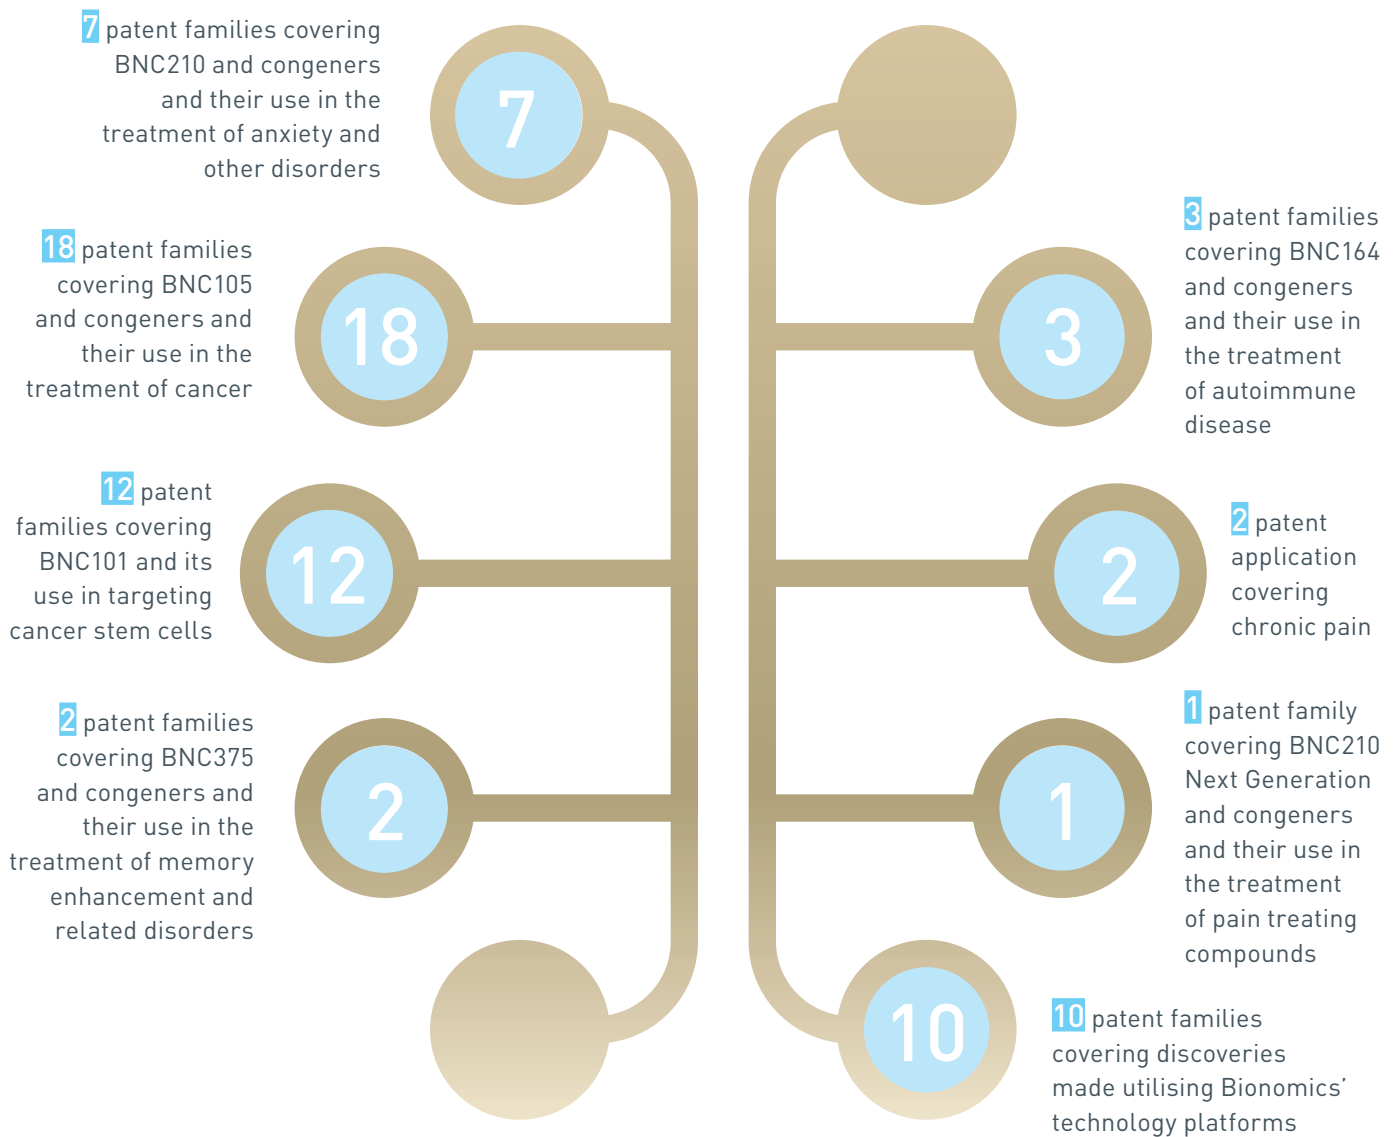 7 patent families covering
BNC210 and congeners
and their use in the
treatment of anxiety and
other disorders
7
18 patent families
covering BNC105
and congeners and
their use in the
treatment of cancer
18
12 patent
families covering
BNC101 and its
use in targeting
cancer stem cells
12
2 patent families
covering BNC375
and congeners and
their use in the
treatment of memory
enhancement and
related disorders
2
3
3 patent families
covering BNC164
and congeners
and their use in
the treatment
of autoimmune
disease
2
2 patent
application
covering
chronic pain
1
1 patent family
covering BNC210
Next Generation
and congeners
and their use in
the treatment
of pain treating
compounds
10
10 patent families
covering discoveries
made utilising Bionomics’
technology platforms